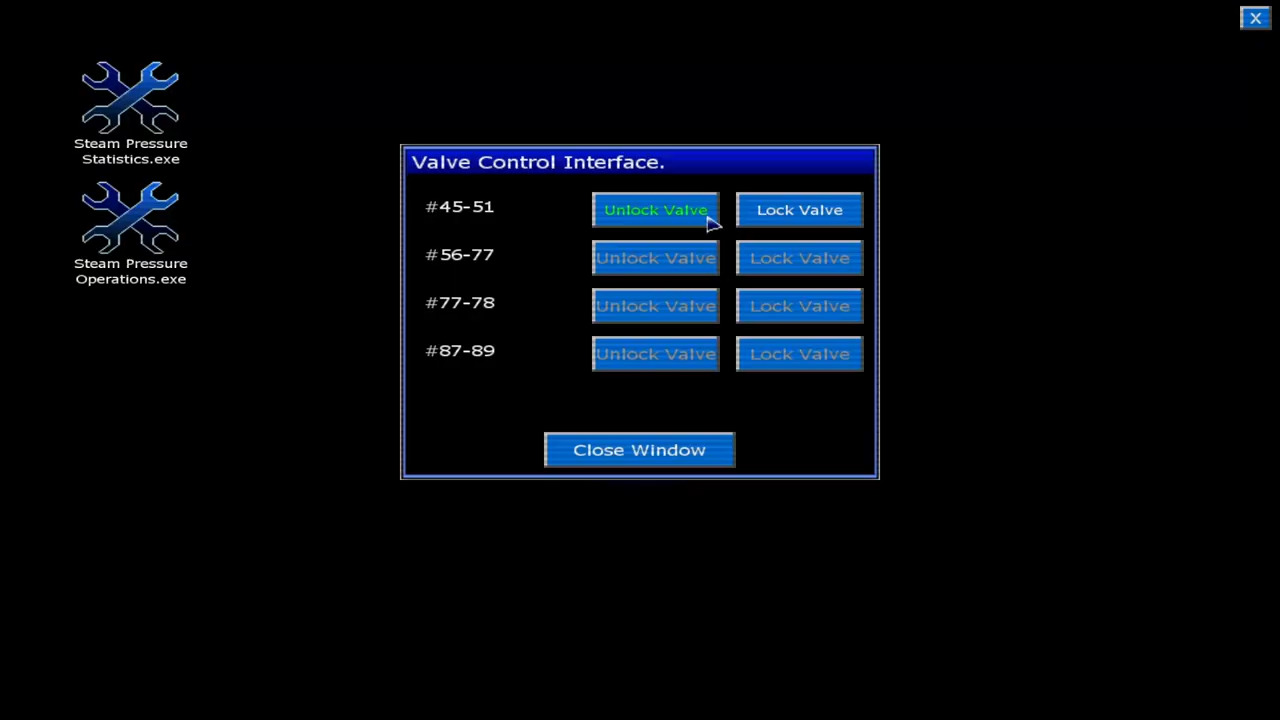 X
Steam Pressure
Statistics.exe
Steam Pressure
Operations.exe
Valve Control Interface.
#45-51 Unlock Valve Lock Valve
#56-77 Unlock Valve Lock Valve
#77-78 Unlock Valve Lock Valve
#87-89 Unlock Valve Lock Valve
Close Window